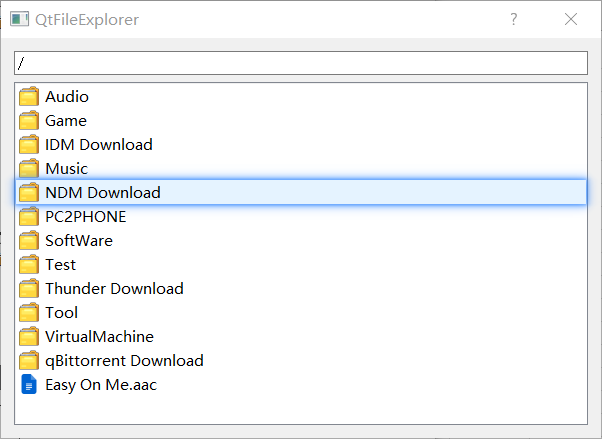 QtFileExplorer ?
/
Audio
Game
IDM Download
Music
NDM Download
PC2PHONE
SoftWare
Test
Thunder Download
Tool
VirtualMachine
qBittorrent Download
Easy On Me.aac